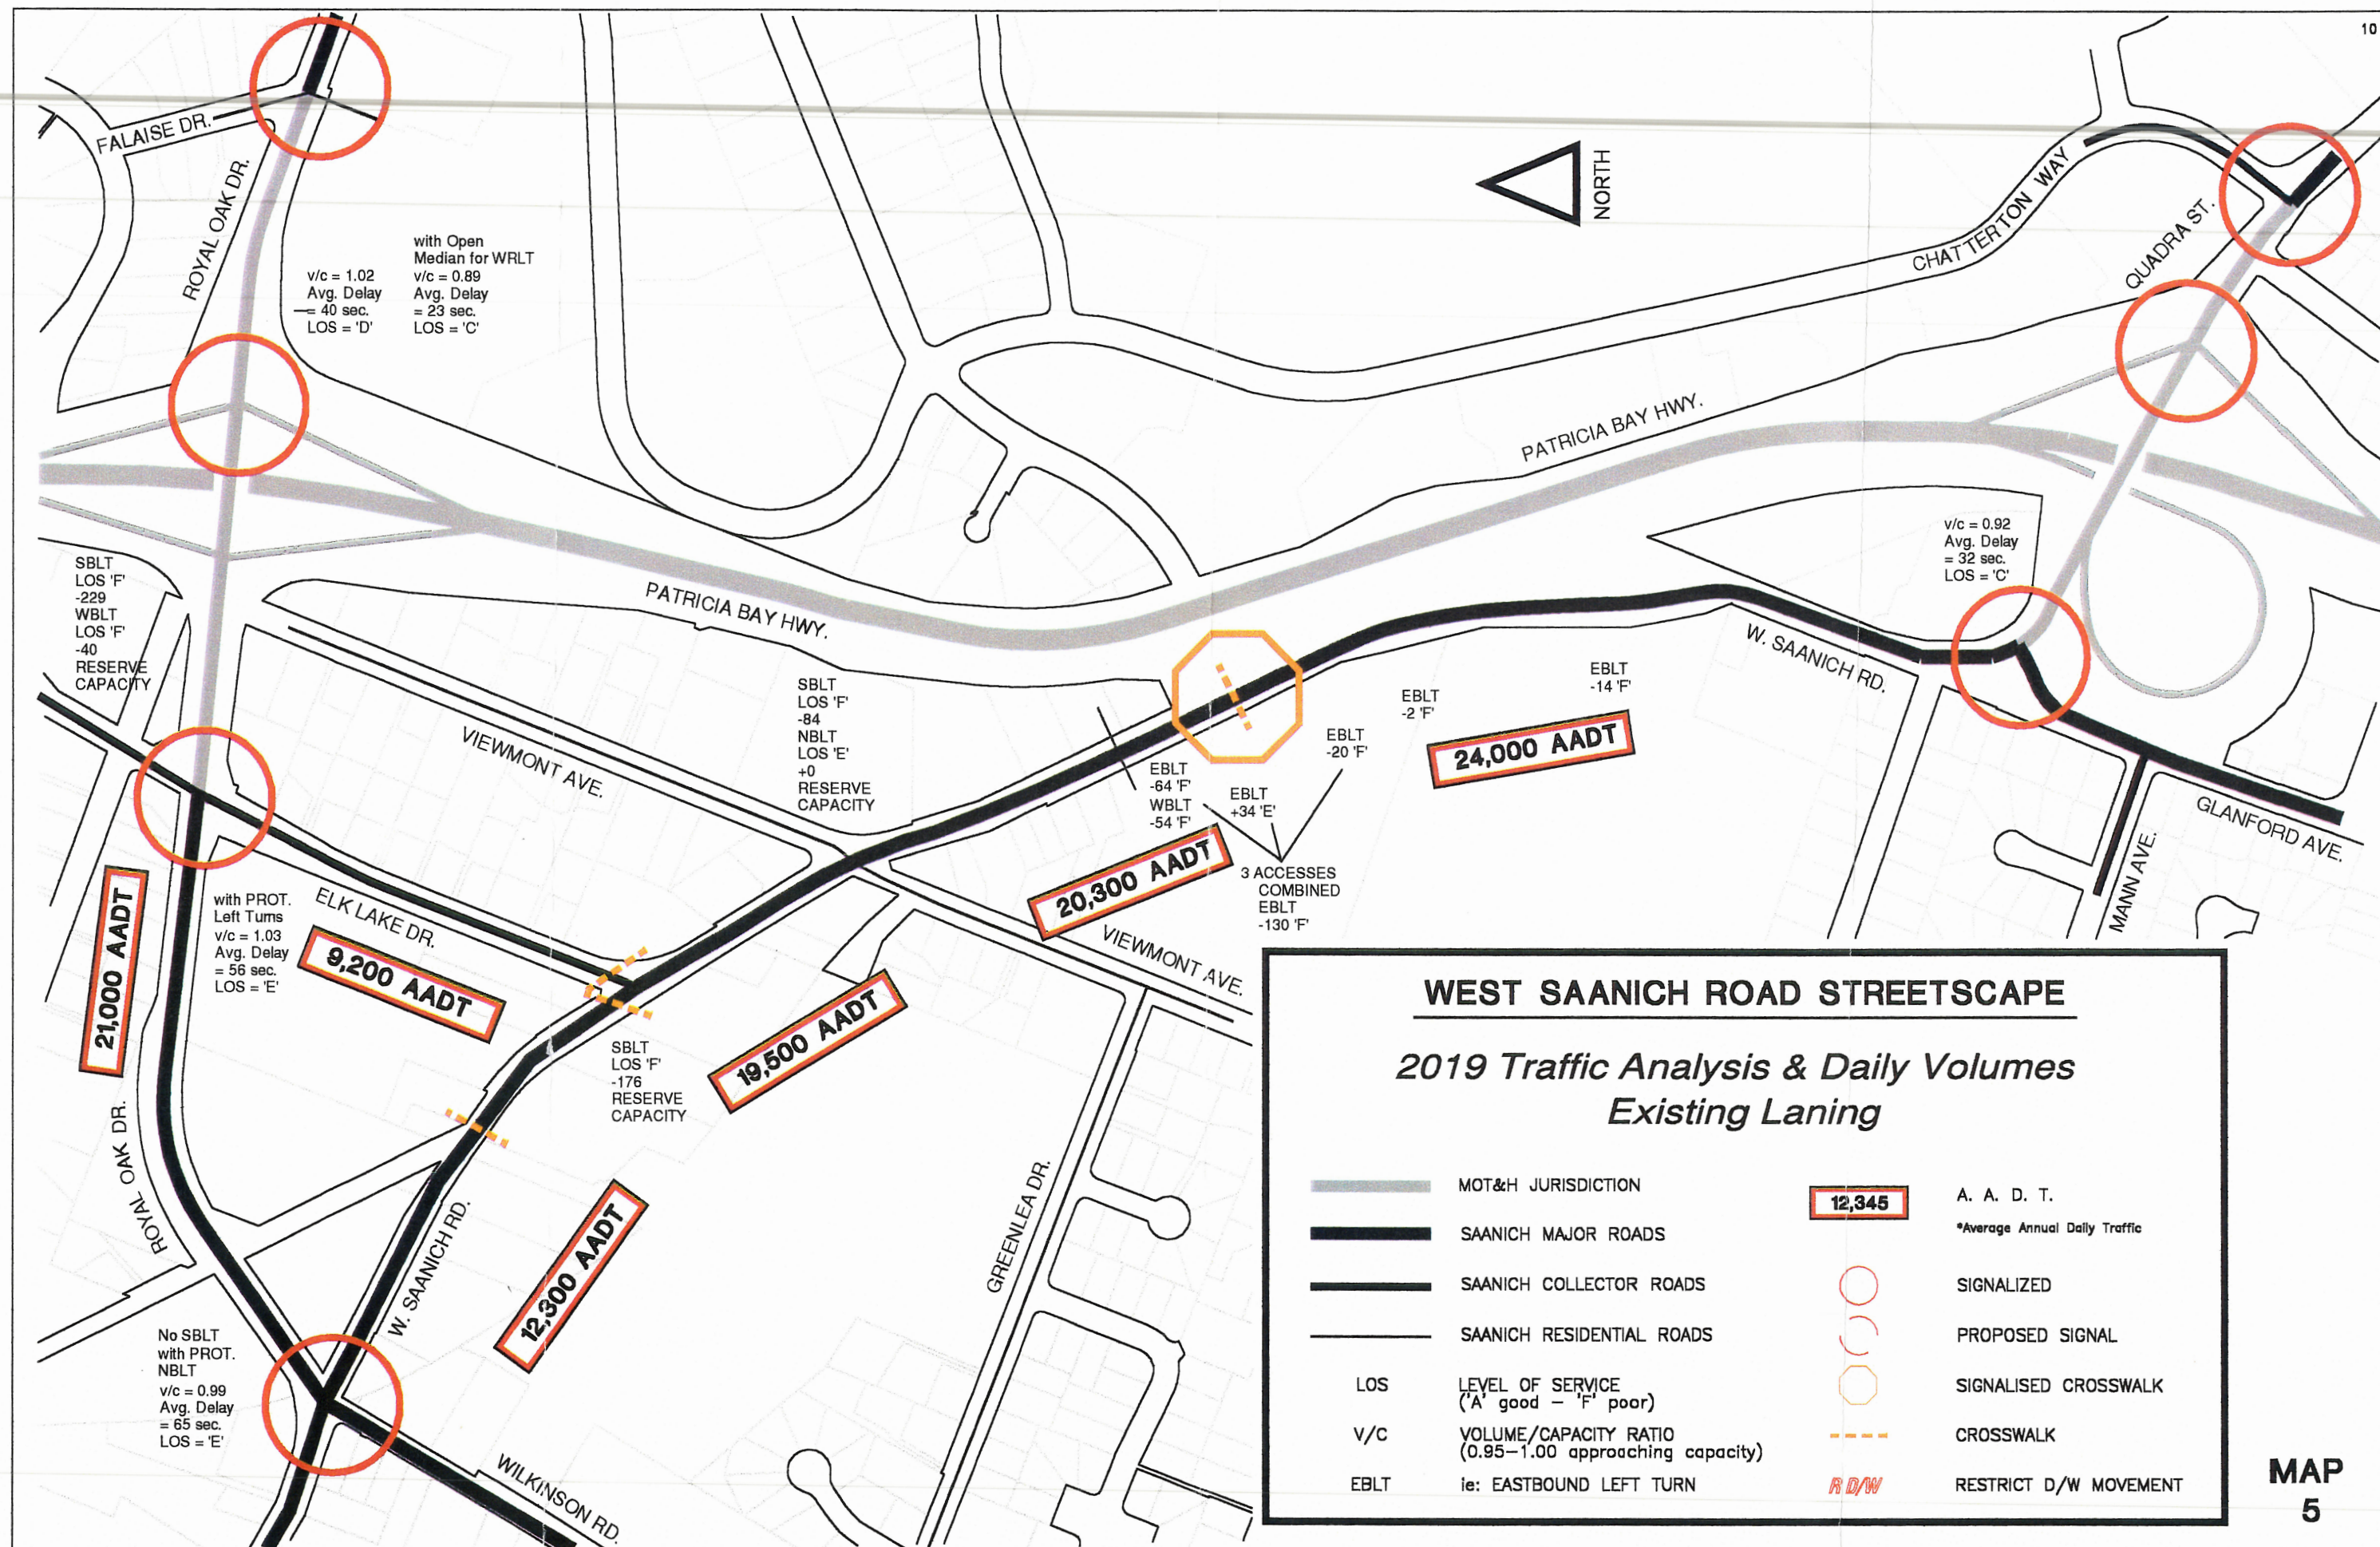 10
FALAISE DR.
ROYAL OAK DR.
v/c = 1.02
Avg. Delay
= 40 sec.
LOS = 'D'
with Open
Median for WRLT
v/c = 0.89
Avg. Delay
= 23 sec.
LOS = 'C'
NORTH
CHATTERTON WAY
QUADRA ST.
PATRICIA BAY HWY.
v/c = 0.92
Avg. Delay
= 32 sec.
LOS = 'C'
SBLT
LOS 'F'
-229
WBLT
LOS 'F'
-40
RESERVE
CAPACITY
PATRICIA BAY HWY.
VIEWMONT AVE.
SBLT
LOS 'F'
-84
NBLT
LOS 'E'
+0
RESERVE
CAPACITY
W. SAANICH RD.
EBLT
-14 'F'
EBLT
-2 'F'
EBLT
-20 'F'
24,000 AADT
EBLT
-64 'F'
WBLT
-54 'F'
EBLT
+34 'E'
3 ACCESSES
COMBINED
EBLT
-130 'F'
20,300 AADT
GLANFORD AVE.
MANN AVE.
21,000 AADT
with PROT.
Left Turns
v/c = 1.03
Avg. Delay
= 56 sec.
LOS = 'E'
ELK LAKE DR.
9,200 AADT
VIEWMONT AVE.
19,500 AADT
SBLT
LOS 'F'
-176
RESERVE
CAPACITY
ROYAL OAK DR.
W. SAANICH RD.
12,300 AADT
GREENLEA DR.
No SBLT
with PROT.
NBLT
v/c = 0.99
Avg. Delay
= 65 sec.
LOS = 'E'
WILKINSON RD.
WEST SAANICH ROAD STREETSCAPE
2019 Traffic Analysis & Daily Volumes
Existing Laning
MOT&H JURISDICTION
SAANICH MAJOR ROADS
SAANICH COLLECTOR ROADS
SAANICH RESIDENTIAL ROADS
LOS LEVEL OF SERVICE
('A' good – 'F' poor)
V/C VOLUME/CAPACITY RATIO
(0.95–1.00 approaching capacity)
EBLT ie: EASTBOUND LEFT TURN
12,345 A. A. D. T.
*Average Annual Daily Traffic
SIGNALIZED
PROPOSED SIGNAL
SIGNALISED CROSSWALK
CROSSWALK
R D/W RESTRICT D/W MOVEMENT
MAP
5